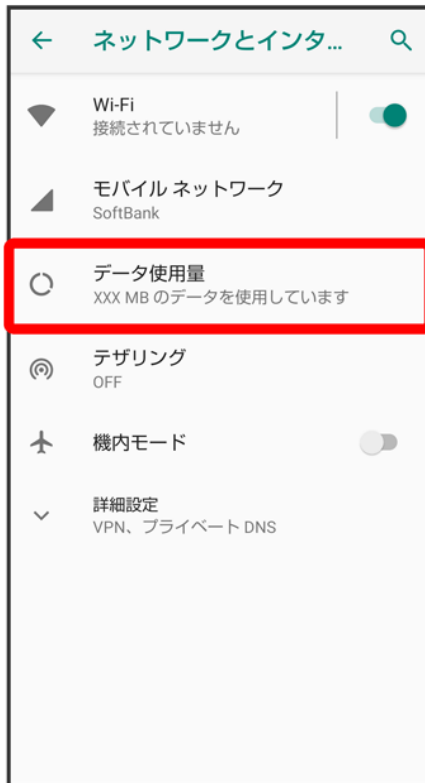 ネットワークとインタ...
Wi-Fi
接続されていません
モバイル ネットワーク
SoftBank
データ使用量
XXX MB のデータを使用しています
テザリング
OFF
機内モード
詳細設定
VPN、プライベート DNS